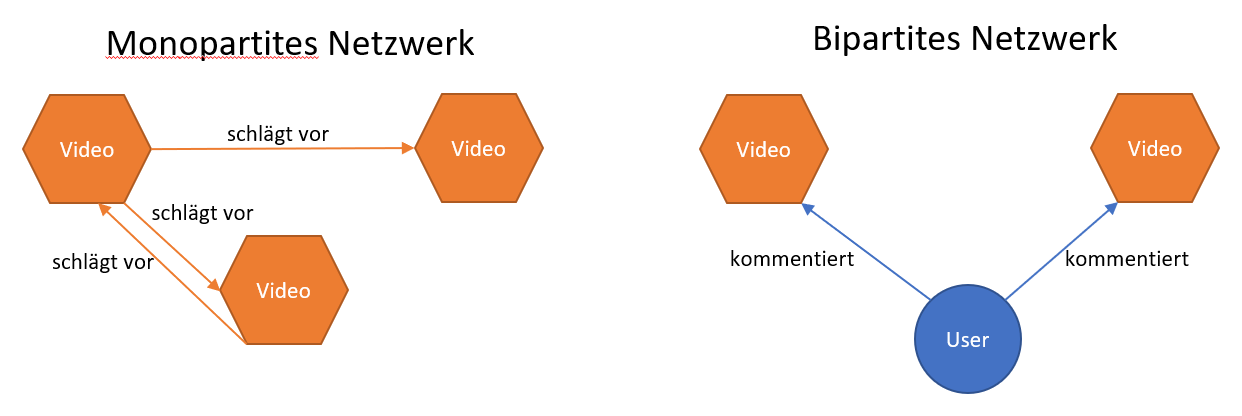 Monopartites Netzwerk
Video
schlägt vor
Video
schlägt vor
schlägt vor
Video
Bipartites Netzwerk
Video
Video
kommentiert
kommentiert
User